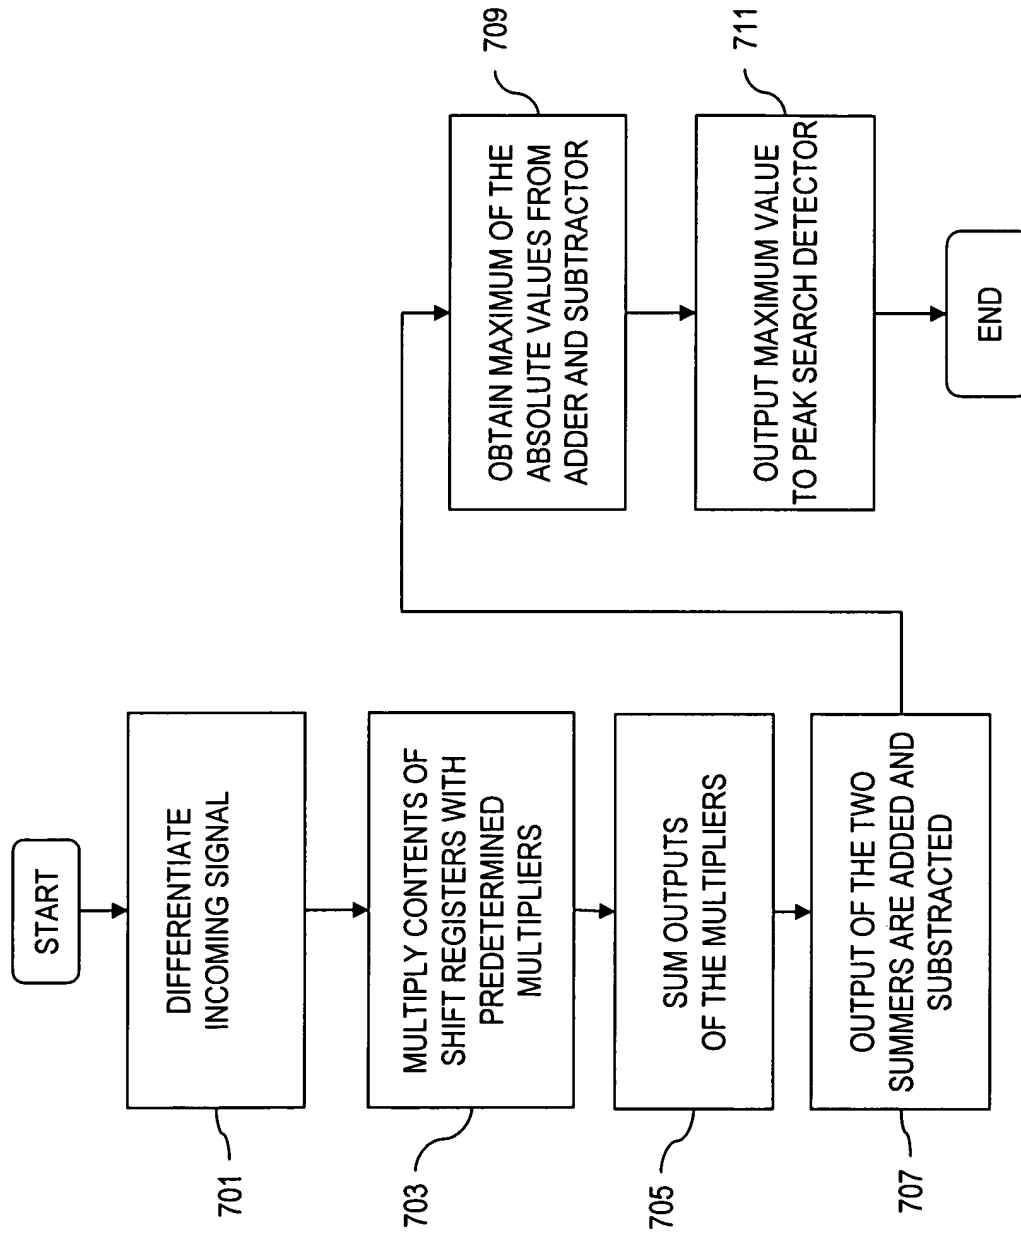 START
DIFFERENTIATE
INCOMING SIGNAL
701
MULTIPLY CONTENTS OF
SHIFT REGISTERS WITH
PREDETERMINED
MULTIPLIERS
703
SUM OUTPUTS
OF THE MULTIPLIERS
705
OUTPUT OF THE TWO
SUMMERS ARE ADDED AND
SUBSTRACTED
707
OBTAIN MAXIMUM OF THE
ABSOLUTE VALUES FROM
ADDER AND SUBTRACTOR
709
OUTPUT MAXIMUM VALUE
TO PEAK SEARCH DETECTOR
711
END